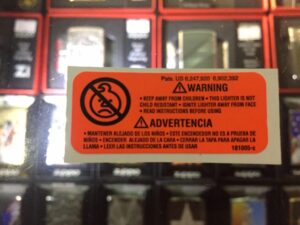 Pats. US 6,247,920 6,902,392
WARNING
• KEEP AWAY FROM CHILDREN • THIS LIGHTER IS NOT
CHILD RESISTANT • IGNITE LIGHTER AWAY FROM FACE
• READ INSTRUCTIONS BEFORE USING
ADVERTENCIA
• MANTENER ALEJADO DE LOS NIÑOS • ESTE ENCENDEDOR NO ES A PRUEBA DE
NIÑOS • ENCENDER ALEJADO DE LA CARA • CERRAR LA TAPA PARA APAGAR LA
LLAMA • LEER LAS INSTRUCCIONES ANTES DE USAR
181005-c